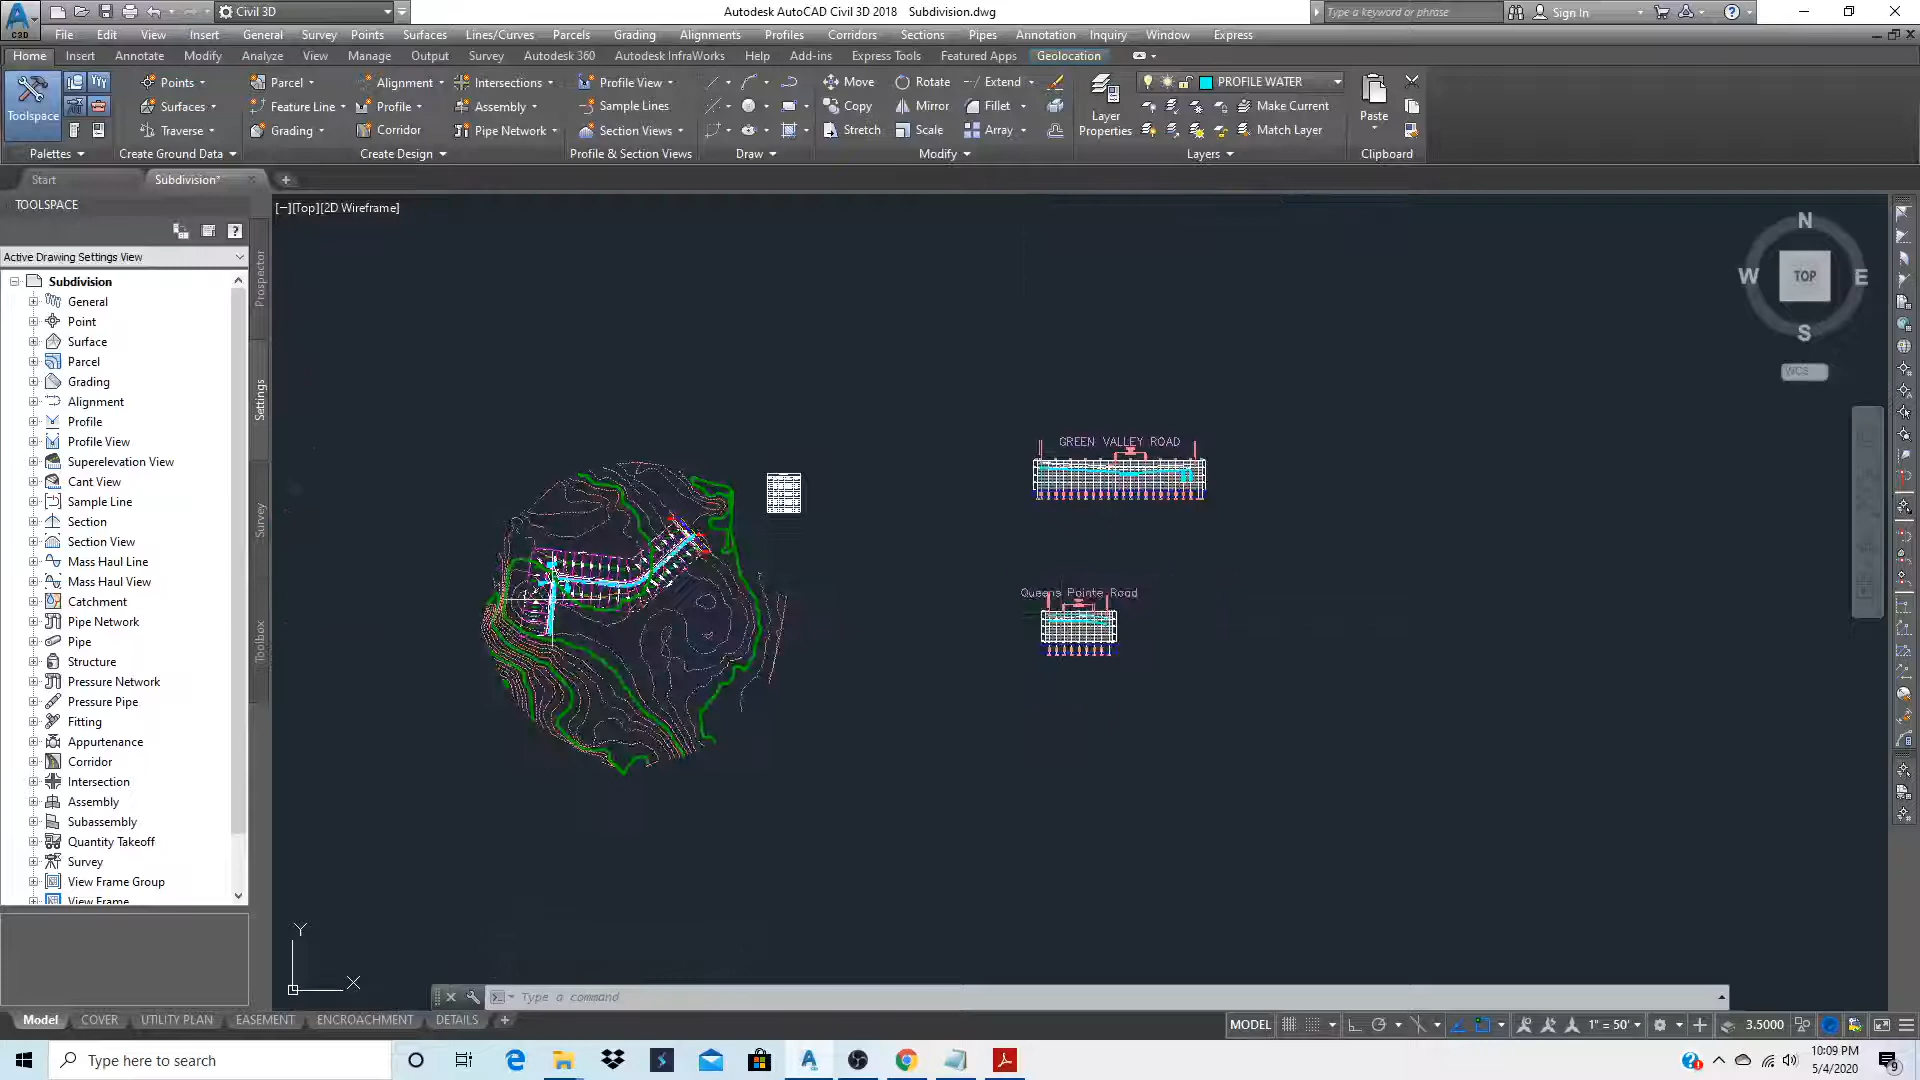 Civil 3D
Autodesk AutoCAD Civil 3D 2018 Subdivision.dwg
Type a keyword or phrase
Sign In
C3D
File Edit View Insert General Survey Points Surfaces Lines/Curves Parcels Grading Alignments Profiles Corridors Sections Pipes Annotation Inquiry Window Express
Home Insert Annotate Modify Analyze View Manage Output Survey Autodesk 360 Autodesk InfraWorks Help Add-ins Express Tools Featured Apps Geolocation
Points Parcel Alignment Intersections Profile View Move Rotate Extend PROFILE WATER
Toolspace Surfaces Feature Line Profile Assembly Sample Lines Copy Mirror Fillet Layer Properties Make Current Paste
Traverse Grading Corridor Pipe Network Section Views Stretch Scale Array Match Layer
Palettes Create Ground Data Create Design Profile & Section Views Draw Modify Layers Clipboard
Start Subdivision* +
TOOLSPACE
[−][Top][2D Wireframe]
?
Active Drawing Settings View
Prospector
Settings
Survey
Toolbox
Subdivision
General
Point
Surface
Parcel
Grading
Alignment
Profile
Profile View
Superelevation View
Cant View
Sample Line
Section
Section View
Mass Haul Line
Mass Haul View
Catchment
Pipe Network
Pipe
Structure
Pressure Network
Pressure Pipe
Fitting
Appurtenance
Corridor
Intersection
Assembly
Subassembly
Quantity Takeoff
Survey
View Frame Group
View Frame
N
W TOP E
S
WCS
GREEN VALLEY ROAD
Queens Pointe Road
Y
X
Type a command
Model COVER UTILITY PLAN EASEMENT ENCROACHMENT DETAILS +
MODEL 1" = 50' 3.5000
Type here to search
10:09 PM
5/4/2020
9